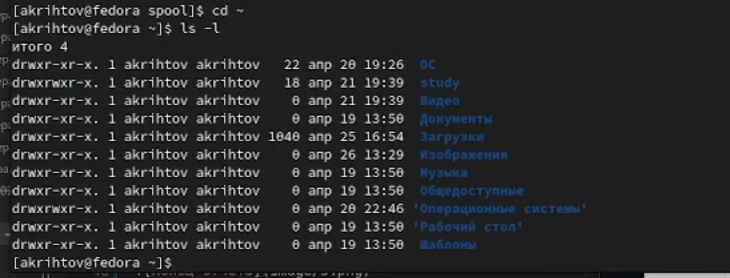 [akrihtov@fedora spool]$ cd ~
[akrihtov@fedora ~]$ ls -l
итого 4
drwxr-xr-x. 1 akrihtov akrihtov   22 апр 20 19:26  ОС
drwxrwxr-x. 1 akrihtov akrihtov   18 апр 21 19:39  study
drwxr-xr-x. 1 akrihtov akrihtov    0 апр 21 19:39  Видео
drwxr-xr-x. 1 akrihtov akrihtov    0 апр 19 13:50  Документы
drwxr-xr-x. 1 akrihtov akrihtov 1040 апр 25 16:54  Загрузки
drwxr-xr-x. 1 akrihtov akrihtov    0 апр 26 13:29  Изображения
drwxr-xr-x. 1 akrihtov akrihtov    0 апр 19 13:50  Музыка
drwxr-xr-x. 1 akrihtov akrihtov    0 апр 19 13:50  Общедоступные
drwxrwxr-x. 1 akrihtov akrihtov    0 апр 20 22:46 'Операционные системы'
drwxr-xr-x. 1 akrihtov akrihtov    0 апр 19 13:50 'Рабочий стол'
drwxr-xr-x. 1 akrihtov akrihtov    0 апр 19 13:50  Шаблоны
[akrihtov@fedora ~]$